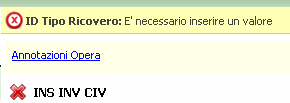 ID Tipo Ricovero: E' necessario inserire un valore
Annotazioni Opera
INS INV CIV